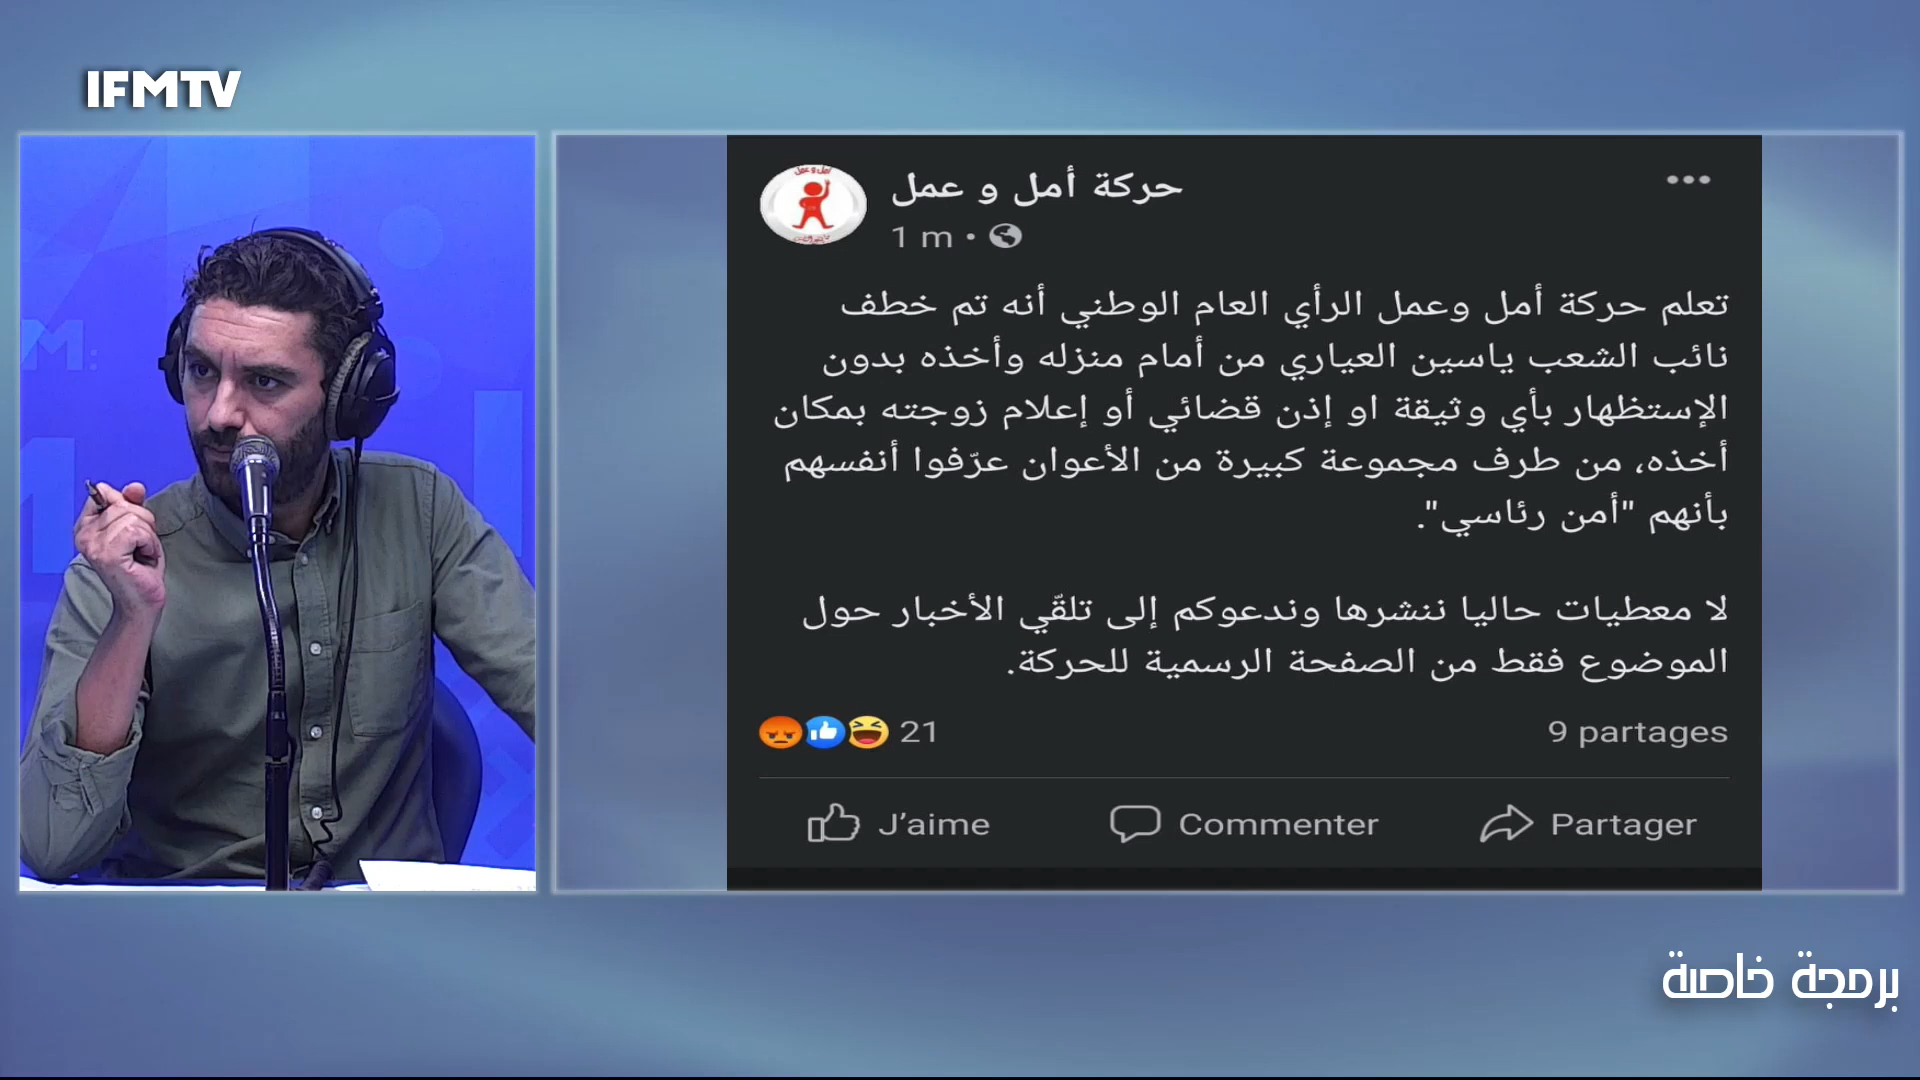 IFMTV
حركة أمل و عمل
1 m •
تعلم حركة أمل وعمل الرأي العام الوطني أنه تم خطف
نائب الشعب ياسين العياري من أمام منزله وأخذه بدون
الإستظهار بأي وثيقة او إذن قضائي أو إعلام زوجته بمكان
أخذه، من طرف مجموعة كبيرة من الأعوان عرّفوا أنفسهم
بأنهم "أمن رئاسي".
لا معطيات حاليا ننشرها وندعوكم إلى تلقّي الأخبار حول
الموضوع فقط من الصفحة الرسمية للحركة.
21
9 partages
J’aime
Commenter
Partager
برمجة خاصة